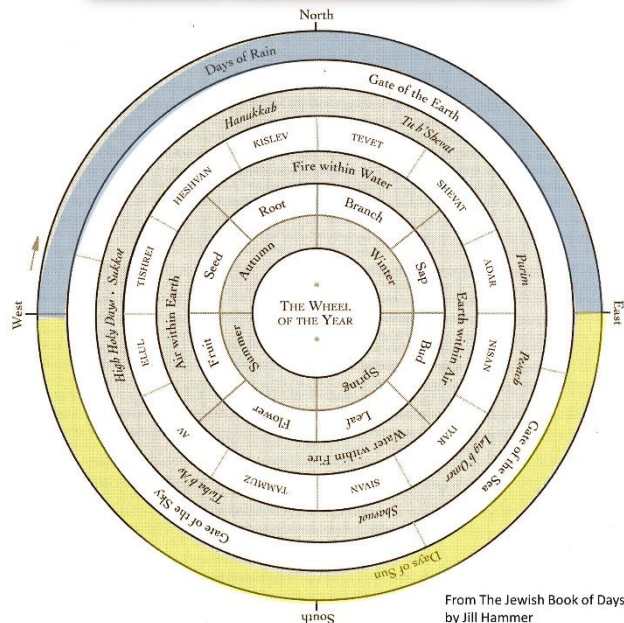 North
Days of Rain
Gate of the Earth
Hanukkah
Tu b'Shevat
KISLEV
TEVET
HESHVAN
SHEVAT
Fire within Water
Root
Branch
TISHREI
ADAR
Seed
Sap
Autumn
Winter
High Holy Days · Sukkot
Purim
Air within Earth
Earth within Air
West
THE WHEEL
OF THE YEAR
East
ELUL
NISAN
Fruit
Bud
Summer
Spring
Pesach
Flower
Leaf
AV
IYAR
Water within Fire
Lag b'Omer
Gate of the Sea
TAMMUZ
SIVAN
Tisha b'Av
Shavuot
Gate of the Sky
Days of Sun
South
From The Jewish Book of Days
by Jill Hammer